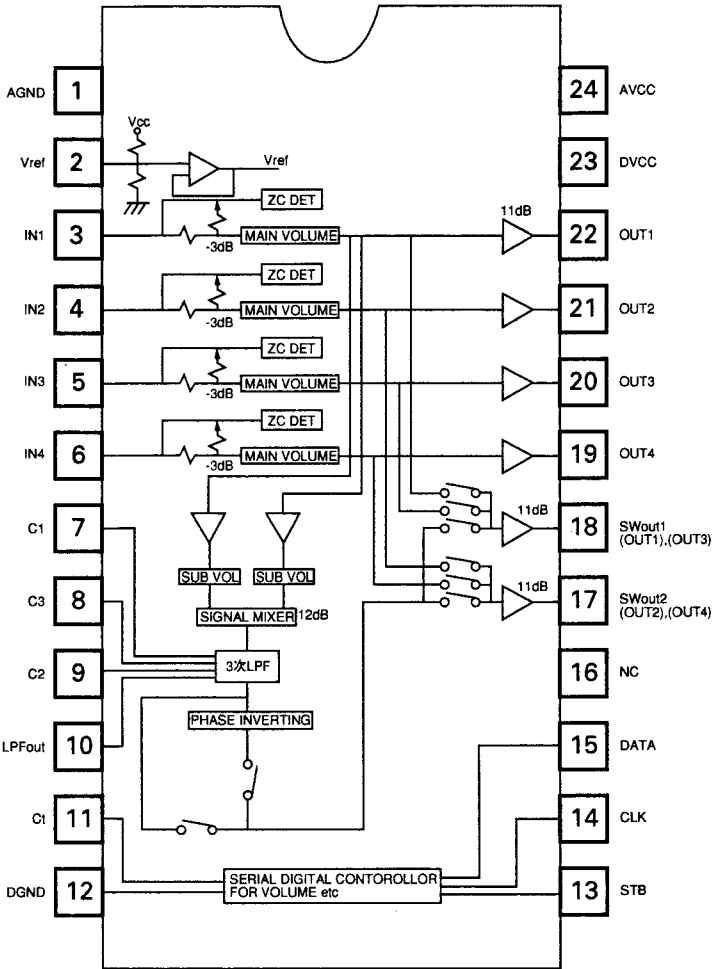 AGND 1
24 AVCC
Vcc
Vref 2
Vref
23 DVCC
ZC DET
11dB
IN1 3
-3dB
MAIN VOLUME
22 OUT1
ZC DET
IN2 4
-3dB
MAIN VOLUME
21 OUT2
ZC DET
IN3 5
-3dB
MAIN VOLUME
20 OUT3
ZC DET
IN4 6
-3dB
MAIN VOLUME
19 OUT4
C1 7
11dB
18 SWout1
(OUT1),(OUT3)
SUB VOL
SUB VOL
C3 8
11dB
17 SWout2
(OUT2),(OUT4)
SIGNAL MIXER 12dB
C2 9
3次LPF
16 NC
PHASE INVERTING
LPFout 10
15 DATA
Ct 11
14 CLK
SERIAL DIGITAL CONTOROLLOR
FOR VOLUME etc
DGND 12
13 STB